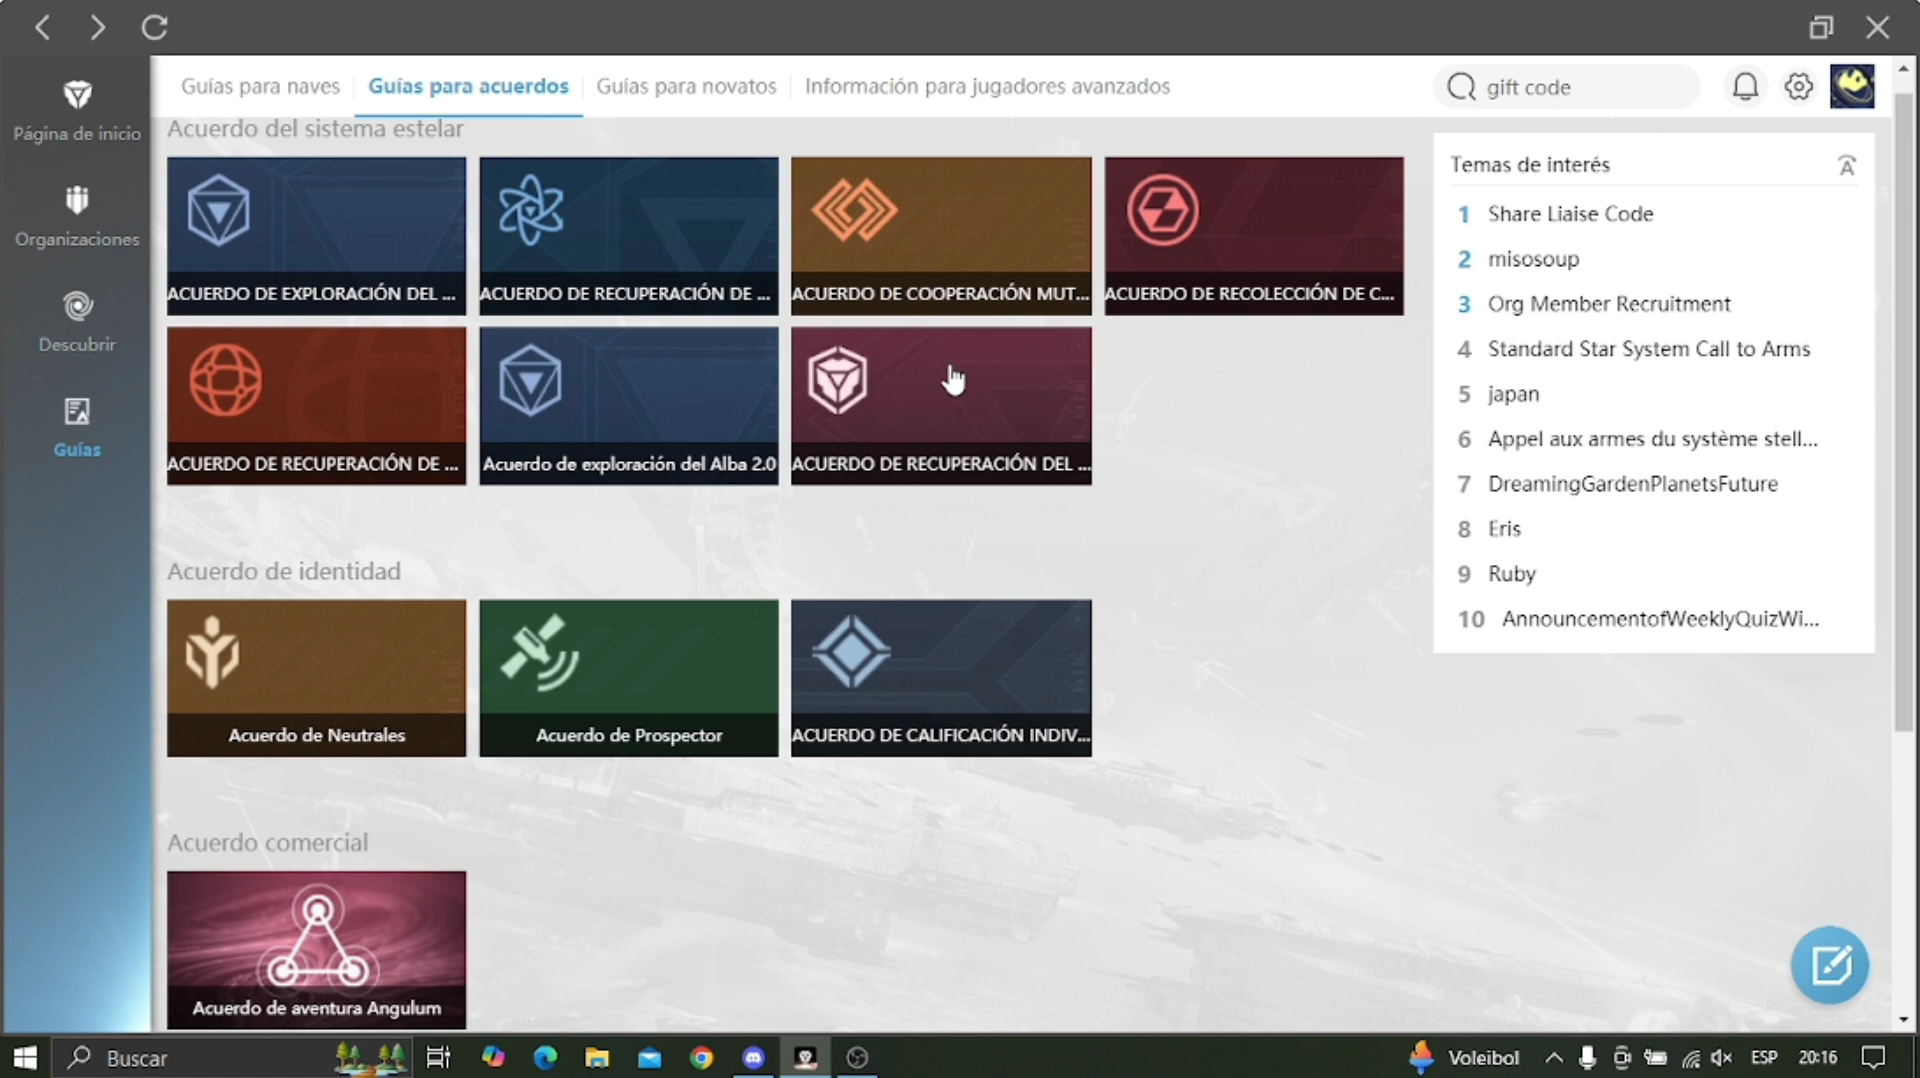 Guías para naves
Guías para acuerdos
Guías para novatos
Información para jugadores avanzados
gift code
Página de inicio
Organizaciones
Descubrir
Guías
Acuerdo del sistema estelar
ACUERDO DE EXPLORACIÓN DEL ...
ACUERDO DE RECUPERACIÓN DE ...
ACUERDO DE COOPERACIÓN MUT...
ACUERDO DE RECOLECCIÓN DE C...
ACUERDO DE RECUPERACIÓN DE ...
Acuerdo de exploración del Alba 2.0
ACUERDO DE RECUPERACIÓN DEL ...
Acuerdo de identidad
Acuerdo de Neutrales
Acuerdo de Prospector
ACUERDO DE CALIFICACIÓN INDIV...
Acuerdo comercial
Acuerdo de aventura Angulum
Temas de interés
1 Share Liaise Code
2 misosoup
3 Org Member Recruitment
4 Standard Star System Call to Arms
5 japan
6 Appel aux armes du système stell...
7 DreamingGardenPlanetsFuture
8 Eris
9 Ruby
10 AnnouncementofWeeklyQuizWi...
Buscar
Voleibol
ESP
20:16